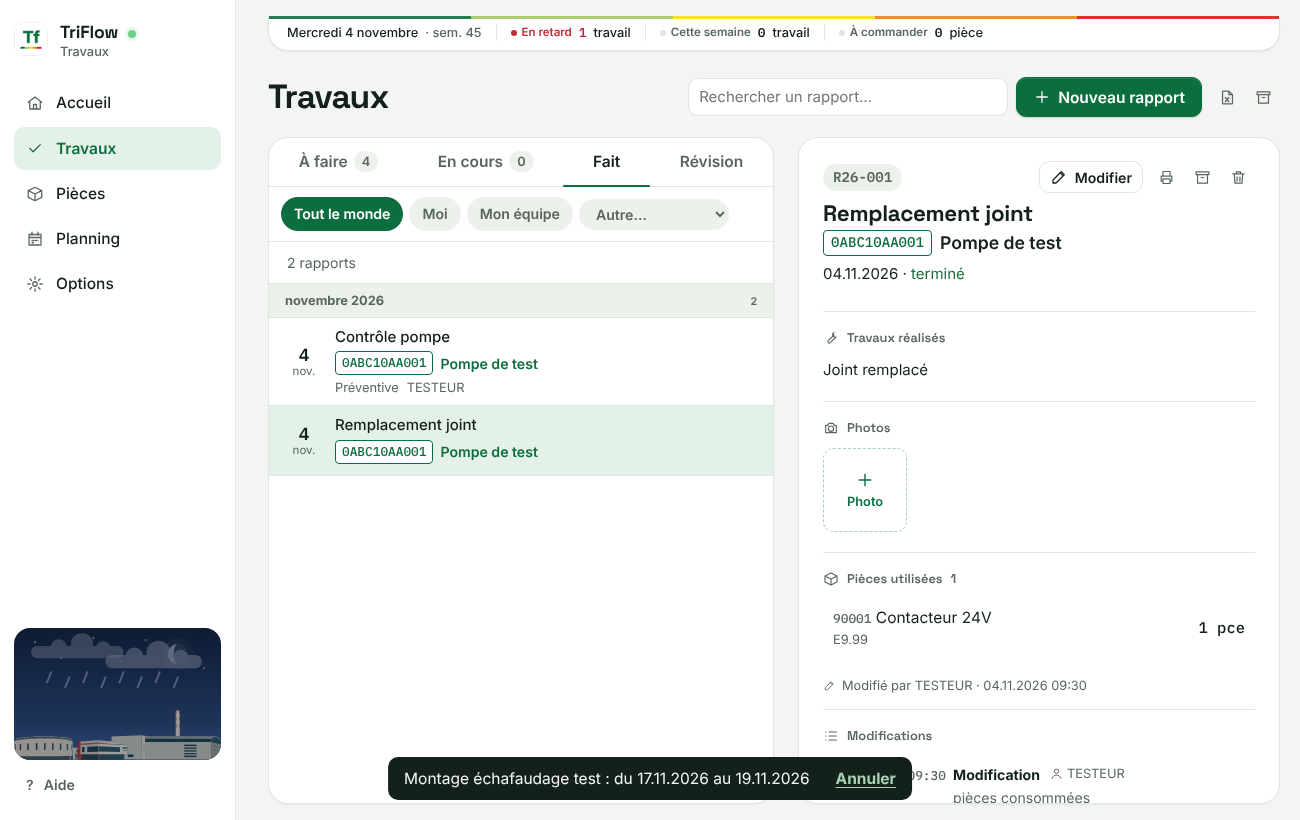 Tf
TriFlow
Travaux
Accueil
Travaux
Pièces
Planning
Options
? Aide
Mercredi 4 novembre · sem. 45
En retard 1 travail
Cette semaine 0 travail
À commander 0 pièce
Travaux
Rechercher un rapport...
+ Nouveau rapport
À faire 4
En cours 0
Fait
Révision
Tout le monde
Moi
Mon équipe
Autre...
2 rapports
novembre 2026 2
4 nov.
Contrôle pompe
0ABC10AA001 Pompe de test
Préventive TESTEUR
4 nov.
Remplacement joint
0ABC10AA001 Pompe de test
R26-001
Modifier
Remplacement joint
0ABC10AA001 Pompe de test
04.11.2026 · terminé
Travaux réalisés
Joint remplacé
Photos
+
Photo
Pièces utilisées 1
90001 Contacteur 24V
E9.99
1 pce
Modifié par TESTEUR · 04.11.2026 09:30
Modifications
09:30 Modification TESTEUR
pièces consommées
Montage échafaudage test : du 17.11.2026 au 19.11.2026 Annuler